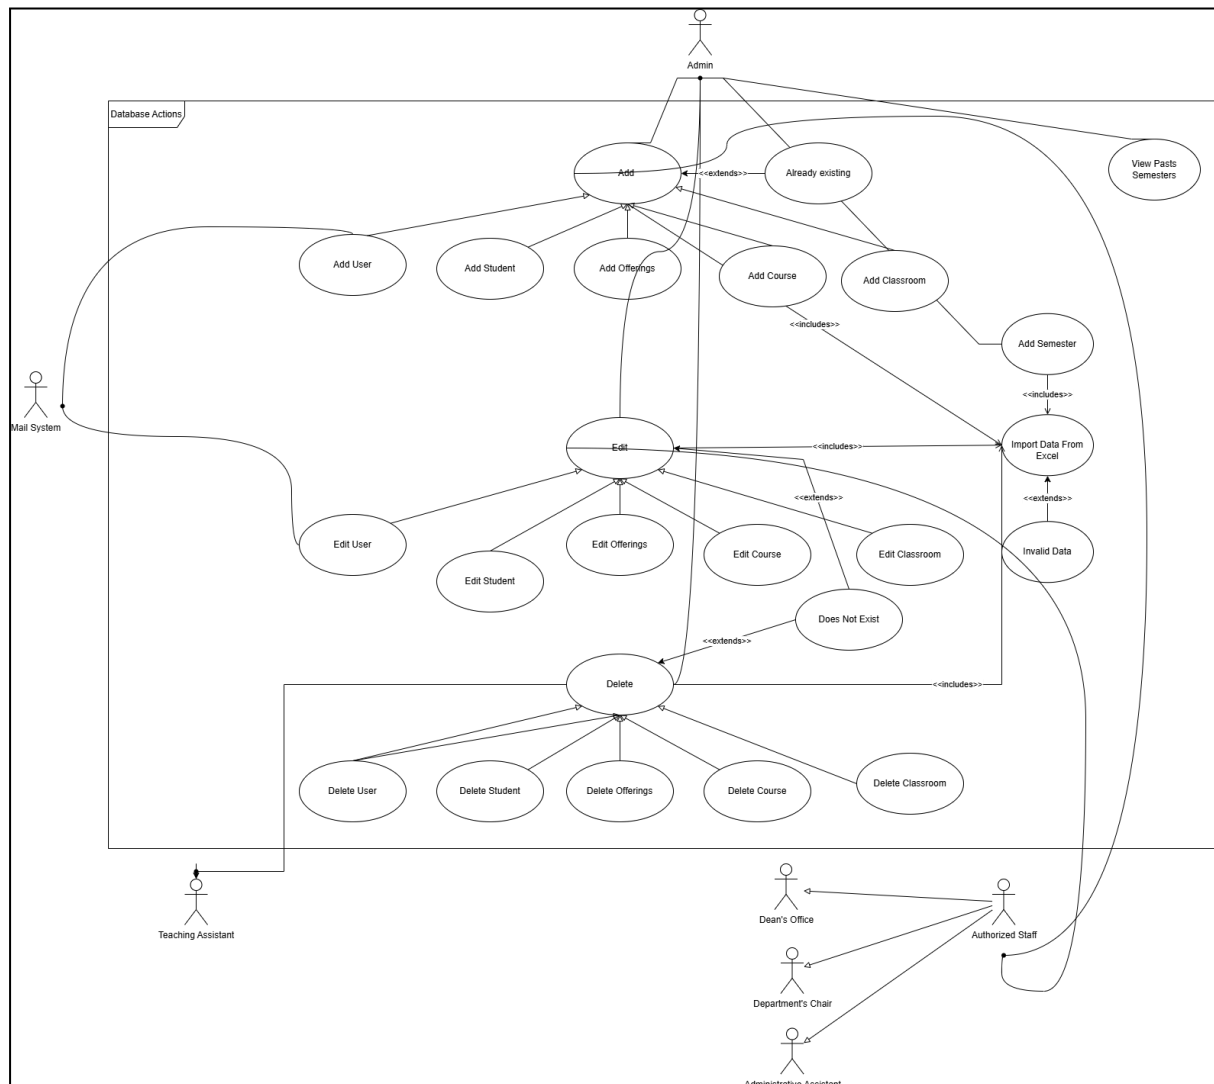 Admin
Database Actions
Add
<<extends>>
Already existing
View Pasts
Semesters
Add User
Add Student
Add Offerings
Add Course
Add Classroom
<<includes>>
Add Semester
<<includes>>
Mail System
Edit
<<includes>>
Import Data From
Excel
<<extends>>
<<extends>>
Edit User
Edit Student
Edit Offerings
Edit Course
Edit Classroom
Invalid Data
Does Not Exist
<<extends>>
Delete
<<includes>>
Delete User
Delete Student
Delete Offerings
Delete Course
Delete Classroom
Teaching Assistant
Dean's Office
Authorized Staff
Department's Chair
Administrative Assistant